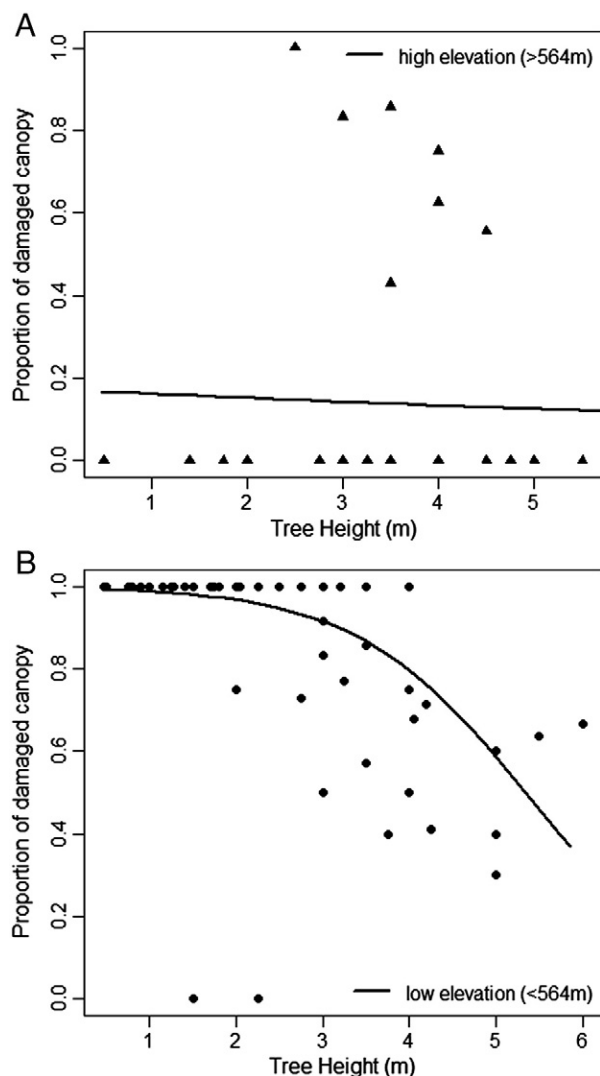 A
high elevation (>564m)
Proportion of damaged canopy
1.0
0.8
0.6
0.4
0.2
0.0
1 2 3 4 5
Tree Height (m)
B
Proportion of damaged canopy
1.0
0.8
0.6
0.4
0.2
0.0
low elevation (<564m)
1 2 3 4 5 6
Tree Height (m)